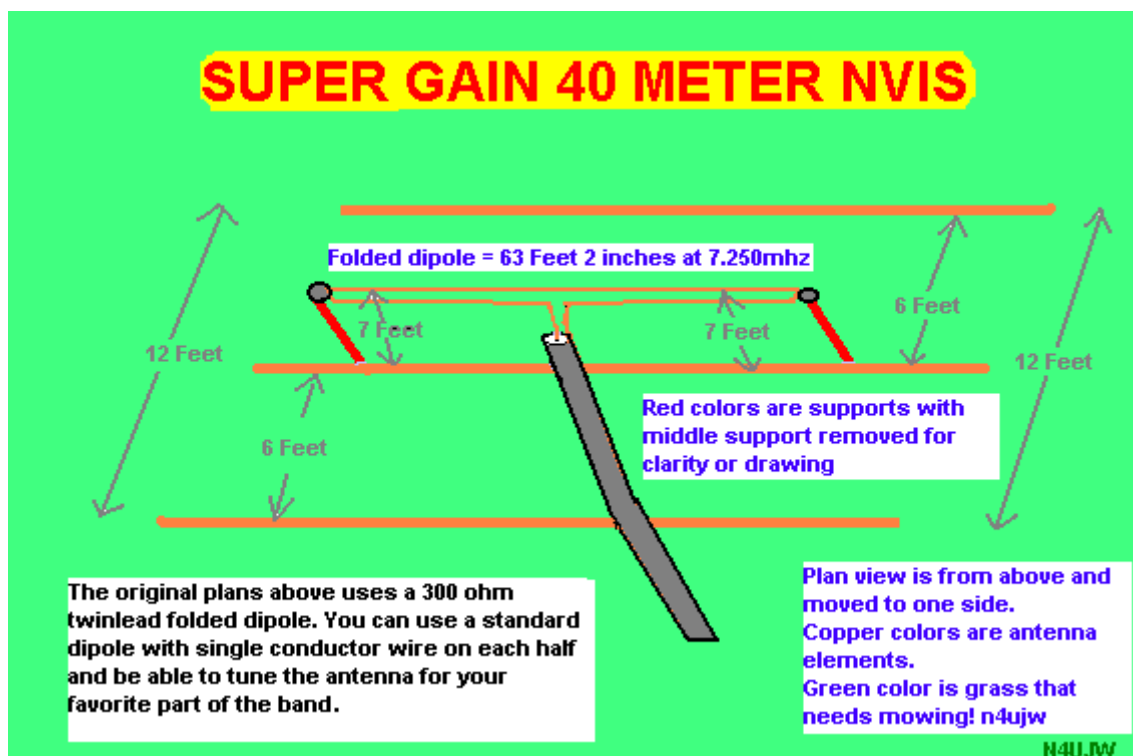 SUPER GAIN 40 METER NVIS
Folded dipole = 63 Feet 2 inches at 7.250mhz
7 Feet
7 Feet
6 Feet
12 Feet
12 Feet
6 Feet
Red colors are supports with
middle support removed for
clarity or drawing
The original plans above uses a 300 ohm
twinlead folded dipole. You can use a standard
dipole with single conductor wire on each half
and be able to tune the antenna for your
favorite part of the band.
Plan view is from above and
moved to one side.
Copper colors are antenna
elements.
Green color is grass that
needs mowing! n4ujw
N4UJW